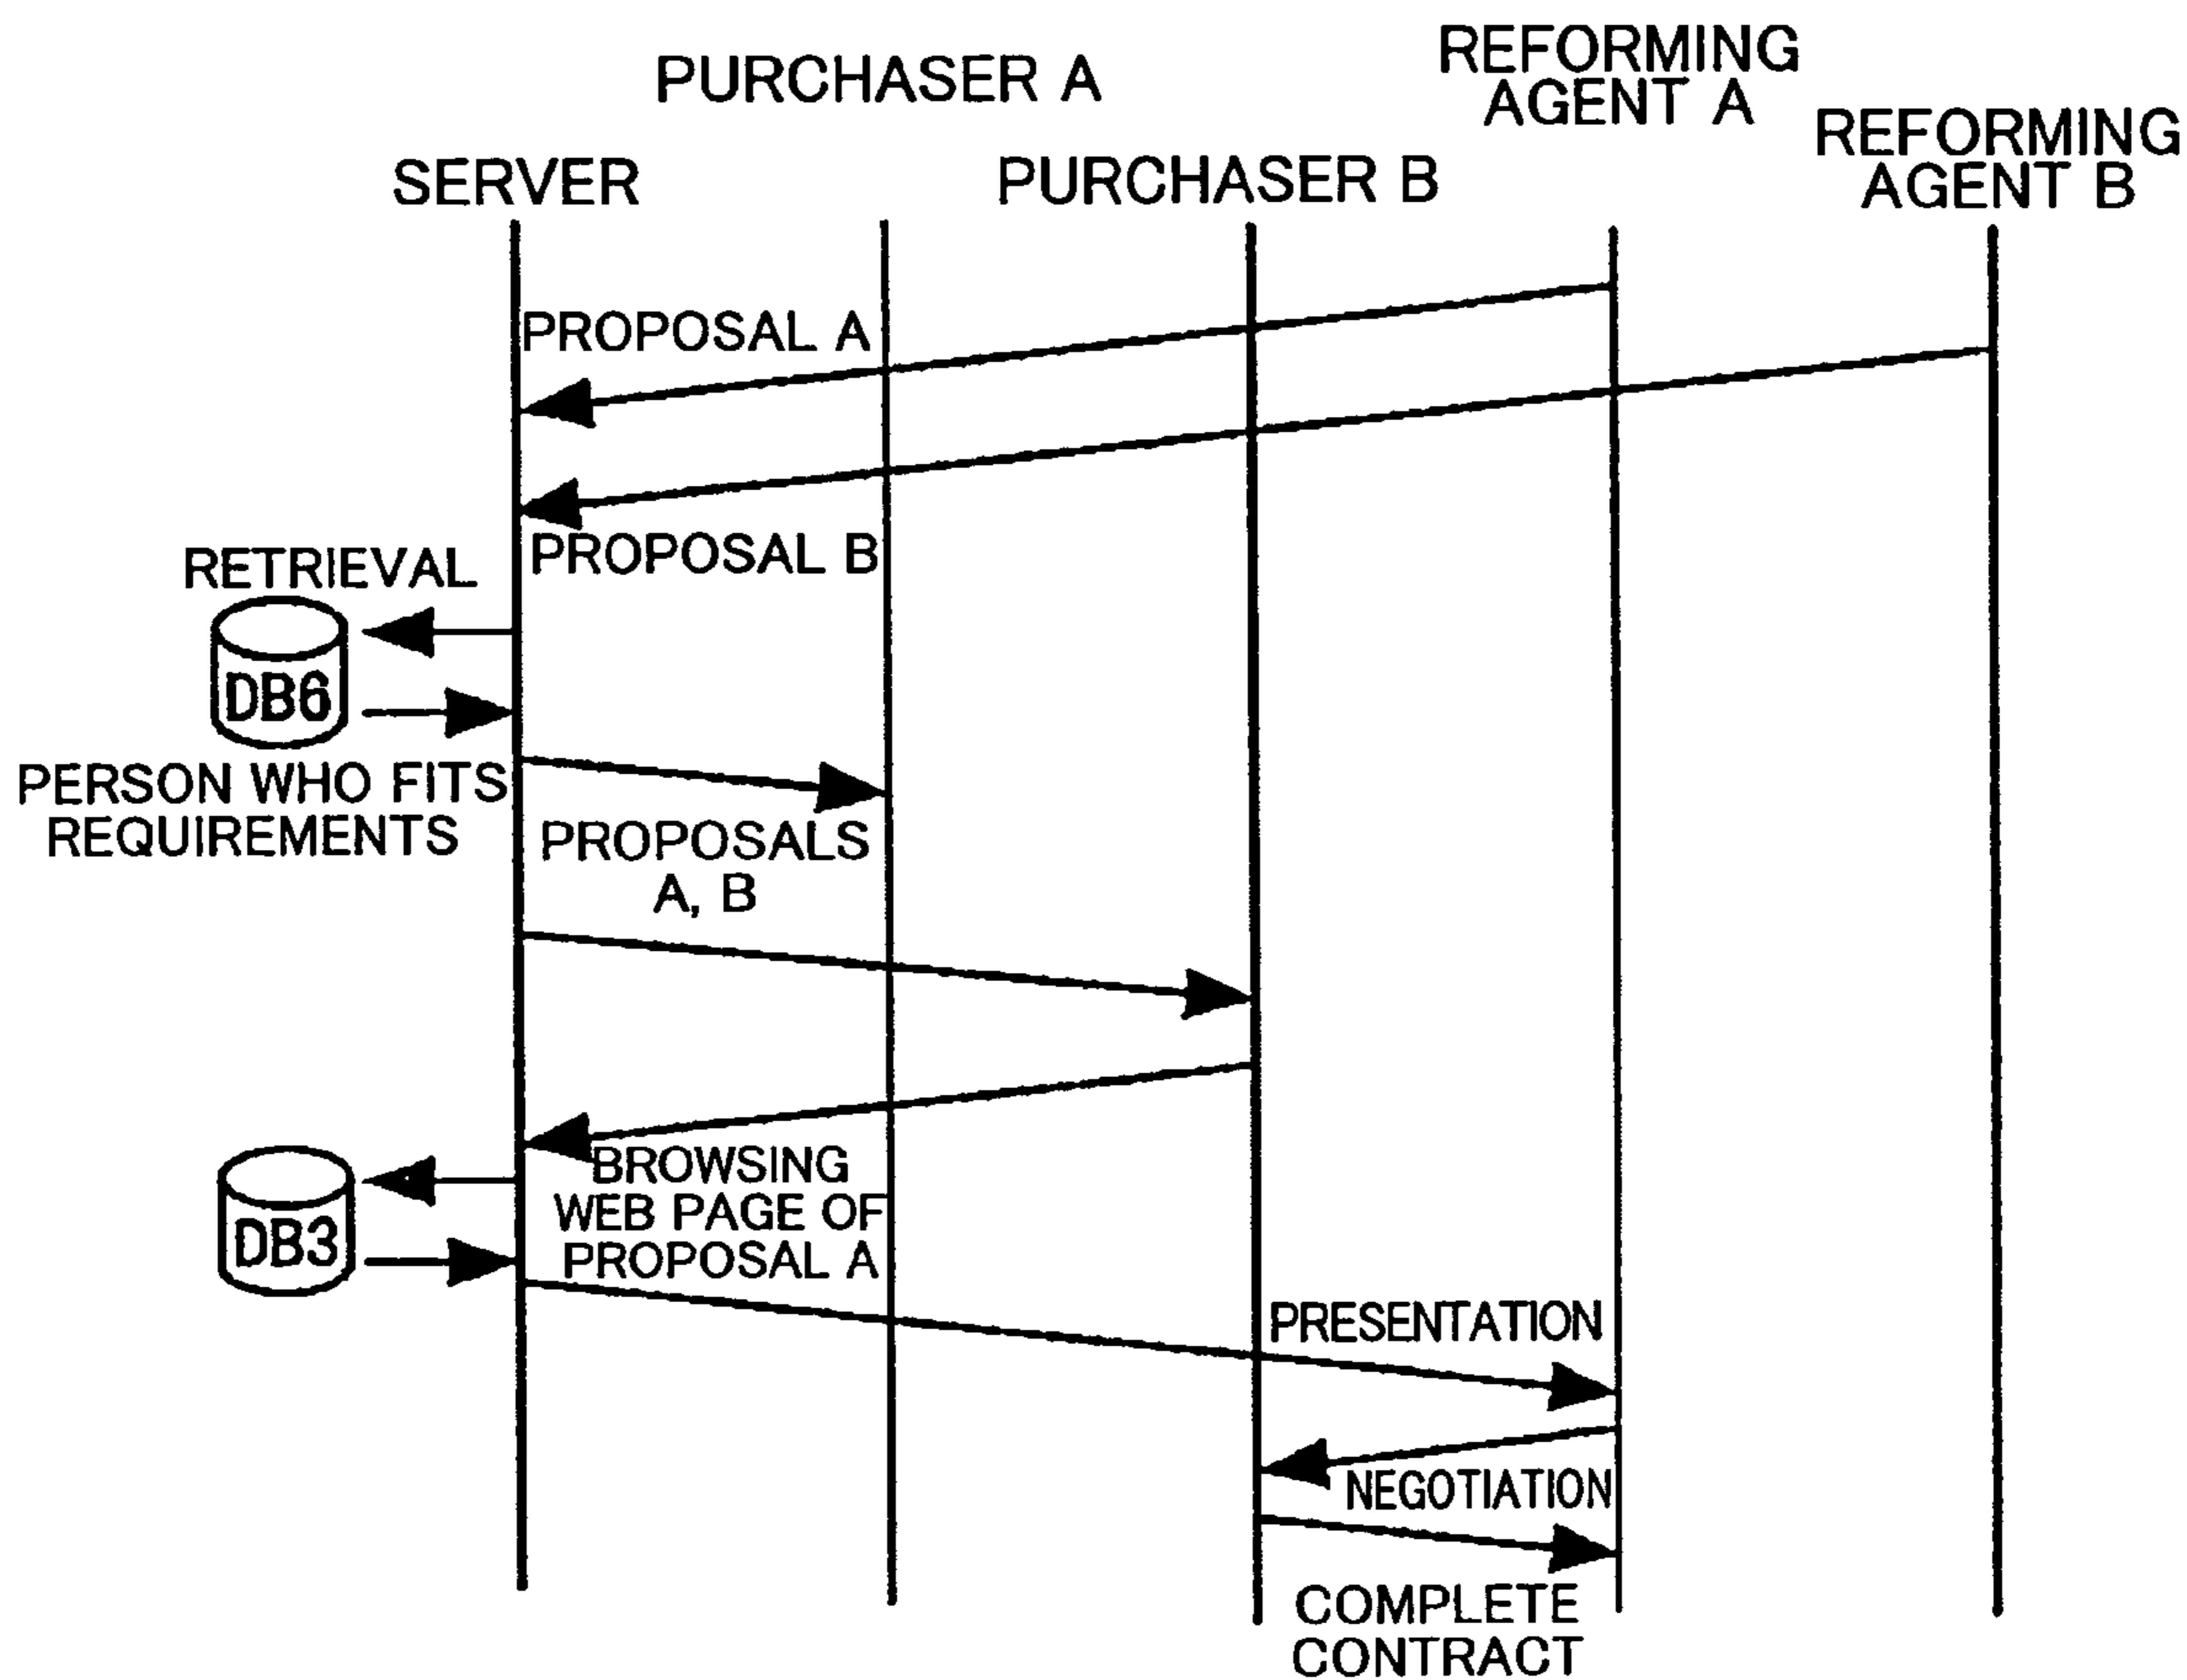 PURCHASER A
REFORMING
AGENT A
REFORMING
AGENT B
SERVER
PURCHASER B
PROPOSAL A
PROPOSAL B
RETRIEVAL
DB6
PERSON WHO FITS
REQUIREMENTS
PROPOSALS
A, B
BROWSING
WEB PAGE OF
PROPOSAL A
DB3
PRESENTATION
NEGOTIATION
COMPLETE
CONTRACT